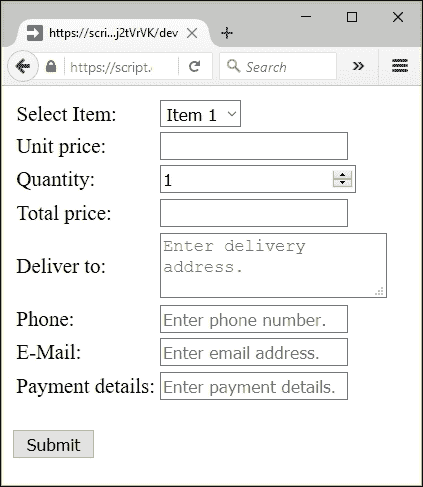 https://scri...j2tVrVK/dev
https://script.
Search
Select Item: Item 1
Unit price:
Quantity: 1
Total price:
Deliver to: Enter delivery
address.
Phone: Enter phone number.
E-Mail: Enter email address.
Payment details: Enter payment details.
Submit